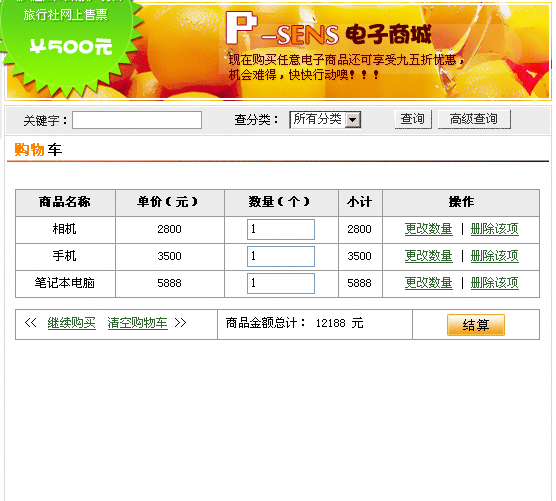 旅行社网上售票
￥500元
P-SENS 电子商城
现在购买任意电子商品还可享受九五折优惠，
机会难得，快快行动噢！！！
关键字： 查分类： 所有分类 查询 高级查询
购物车
商品名称 单价（元） 数量（个） 小计 操作
相机 2800 1 2800 更改数量 | 删除该项
手机 3500 1 3500 更改数量 | 删除该项
笔记本电脑 5888 1 5888 更改数量 | 删除该项
<< 继续购买 清空购物车 >> 商品金额总计： 12188 元 结算